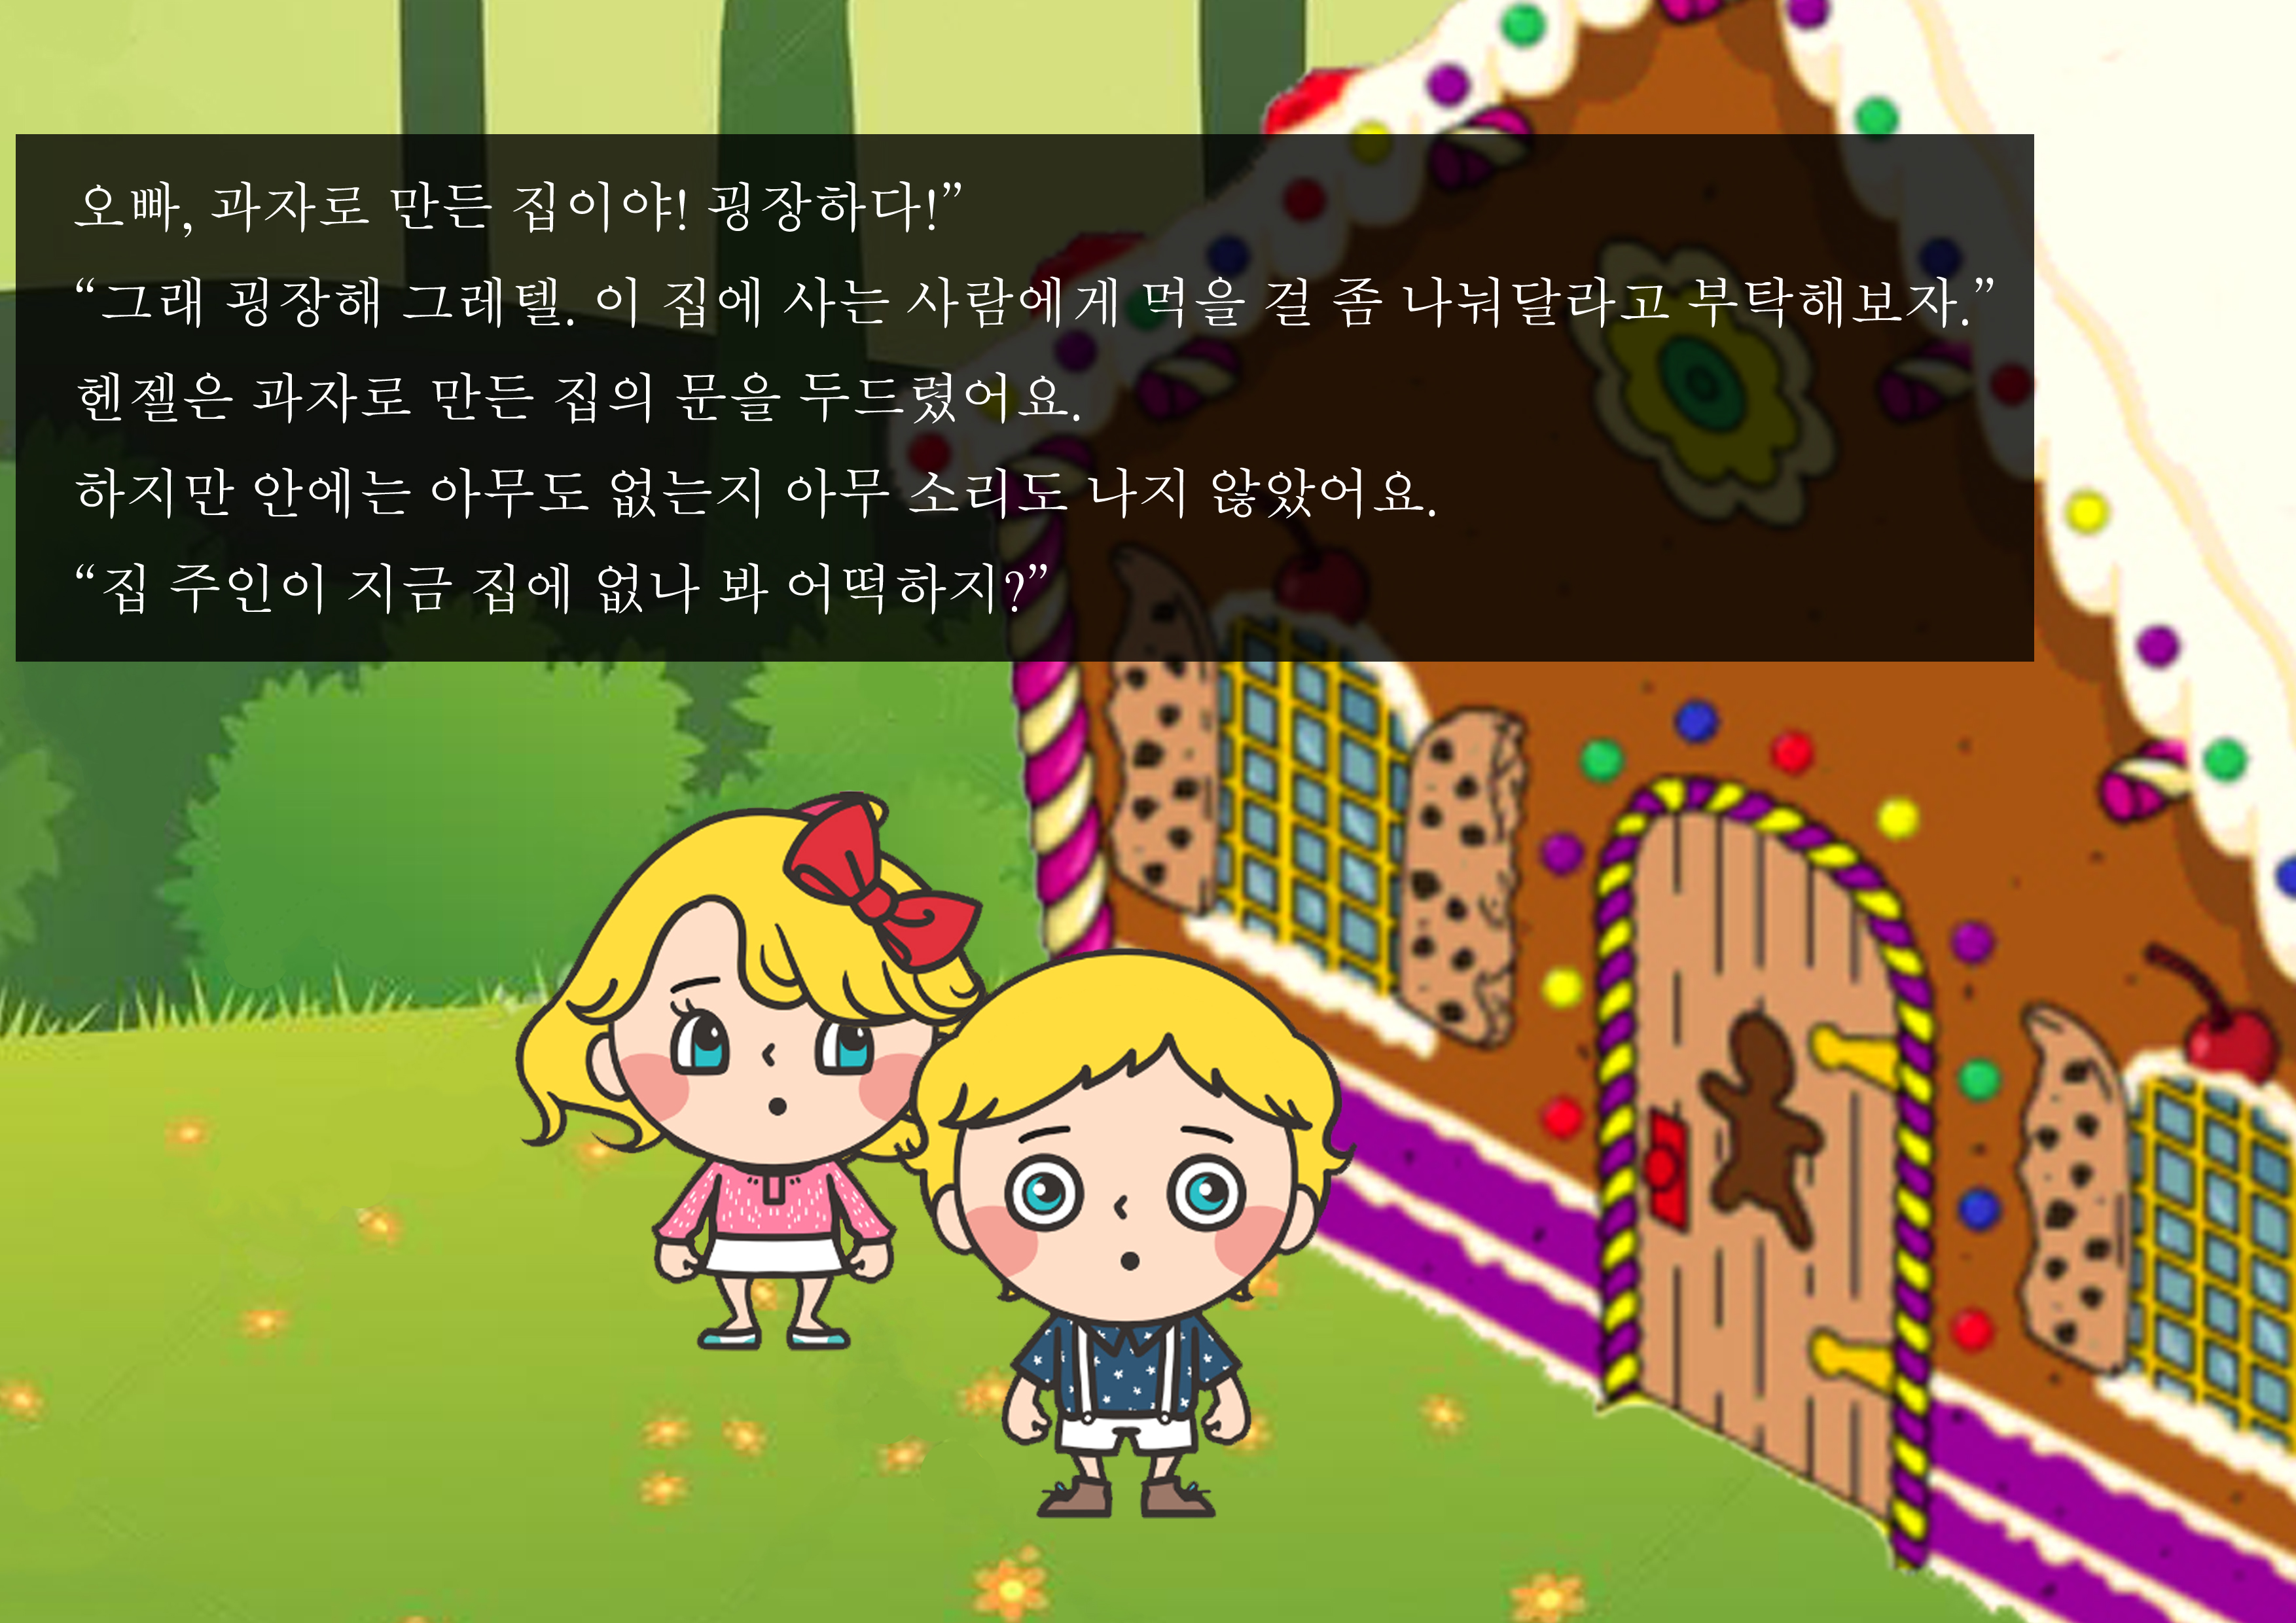 오빠, 과자로 만든 집이야! 굉장하다!”
“그래 굉장해 그레텔. 이 집에 사는 사람에게 먹을 걸 좀 나눠달라고 부탁해보자.”
헨젤은 과자로 만든 집의 문을 두드렸어요.
하지만 안에는 아무도 없는지 아무 소리도 나지 않았어요.
“집 주인이 지금 집에 없나 봐 어떡하지?”